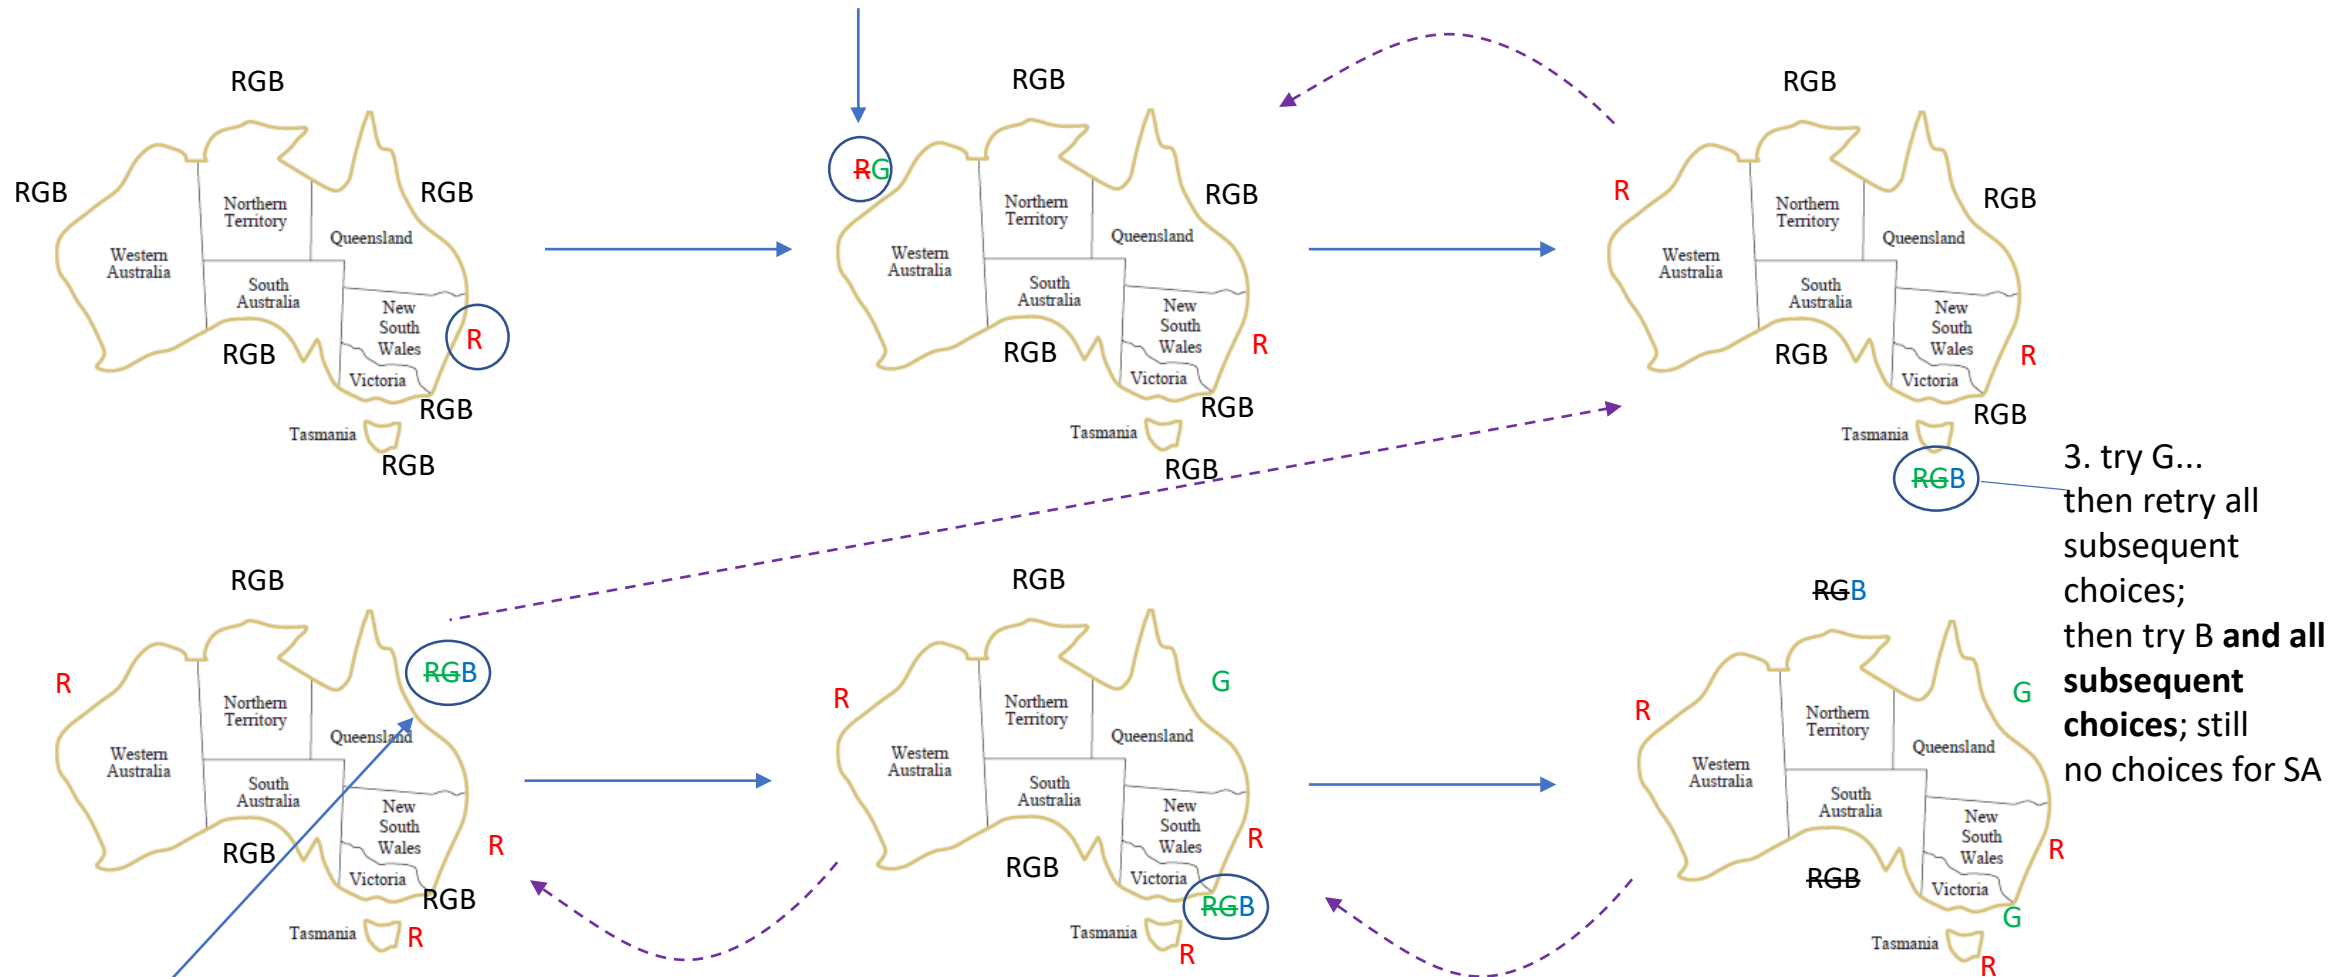 RGB
RGB
RGB
Northern
Territory
Queensland
Western
Australia
South
Australia
New
South
Wales
Victoria
R
RGB
RGB
Tasmania
RGB
RGB
RG
RGB
Northern
Territory
Queensland
Western
Australia
South
Australia
New
South
Wales
Victoria
R
RGB
RGB
Tasmania
RGB
RGB
R
RGB
Northern
Territory
Queensland
Western
Australia
South
Australia
New
South
Wales
Victoria
R
RGB
RGB
Tasmania
RGB
3. try G...
then retry all
subsequent
choices;
then try B and all
subsequent
choices; still
no choices for SA
RGB
R
RGB
Northern
Territory
Queensland
Western
Australia
South
Australia
New
South
Wales
Victoria
R
RGB
RGB
Tasmania
R
RGB
R
G
Northern
Territory
Queensland
Western
Australia
South
Australia
New
South
Wales
Victoria
R
RGB
RGB
Tasmania
R
RGB
R
G
Northern
Territory
Queensland
Western
Australia
South
Australia
New
South
Wales
Victoria
R
RGB
G
Tasmania
R